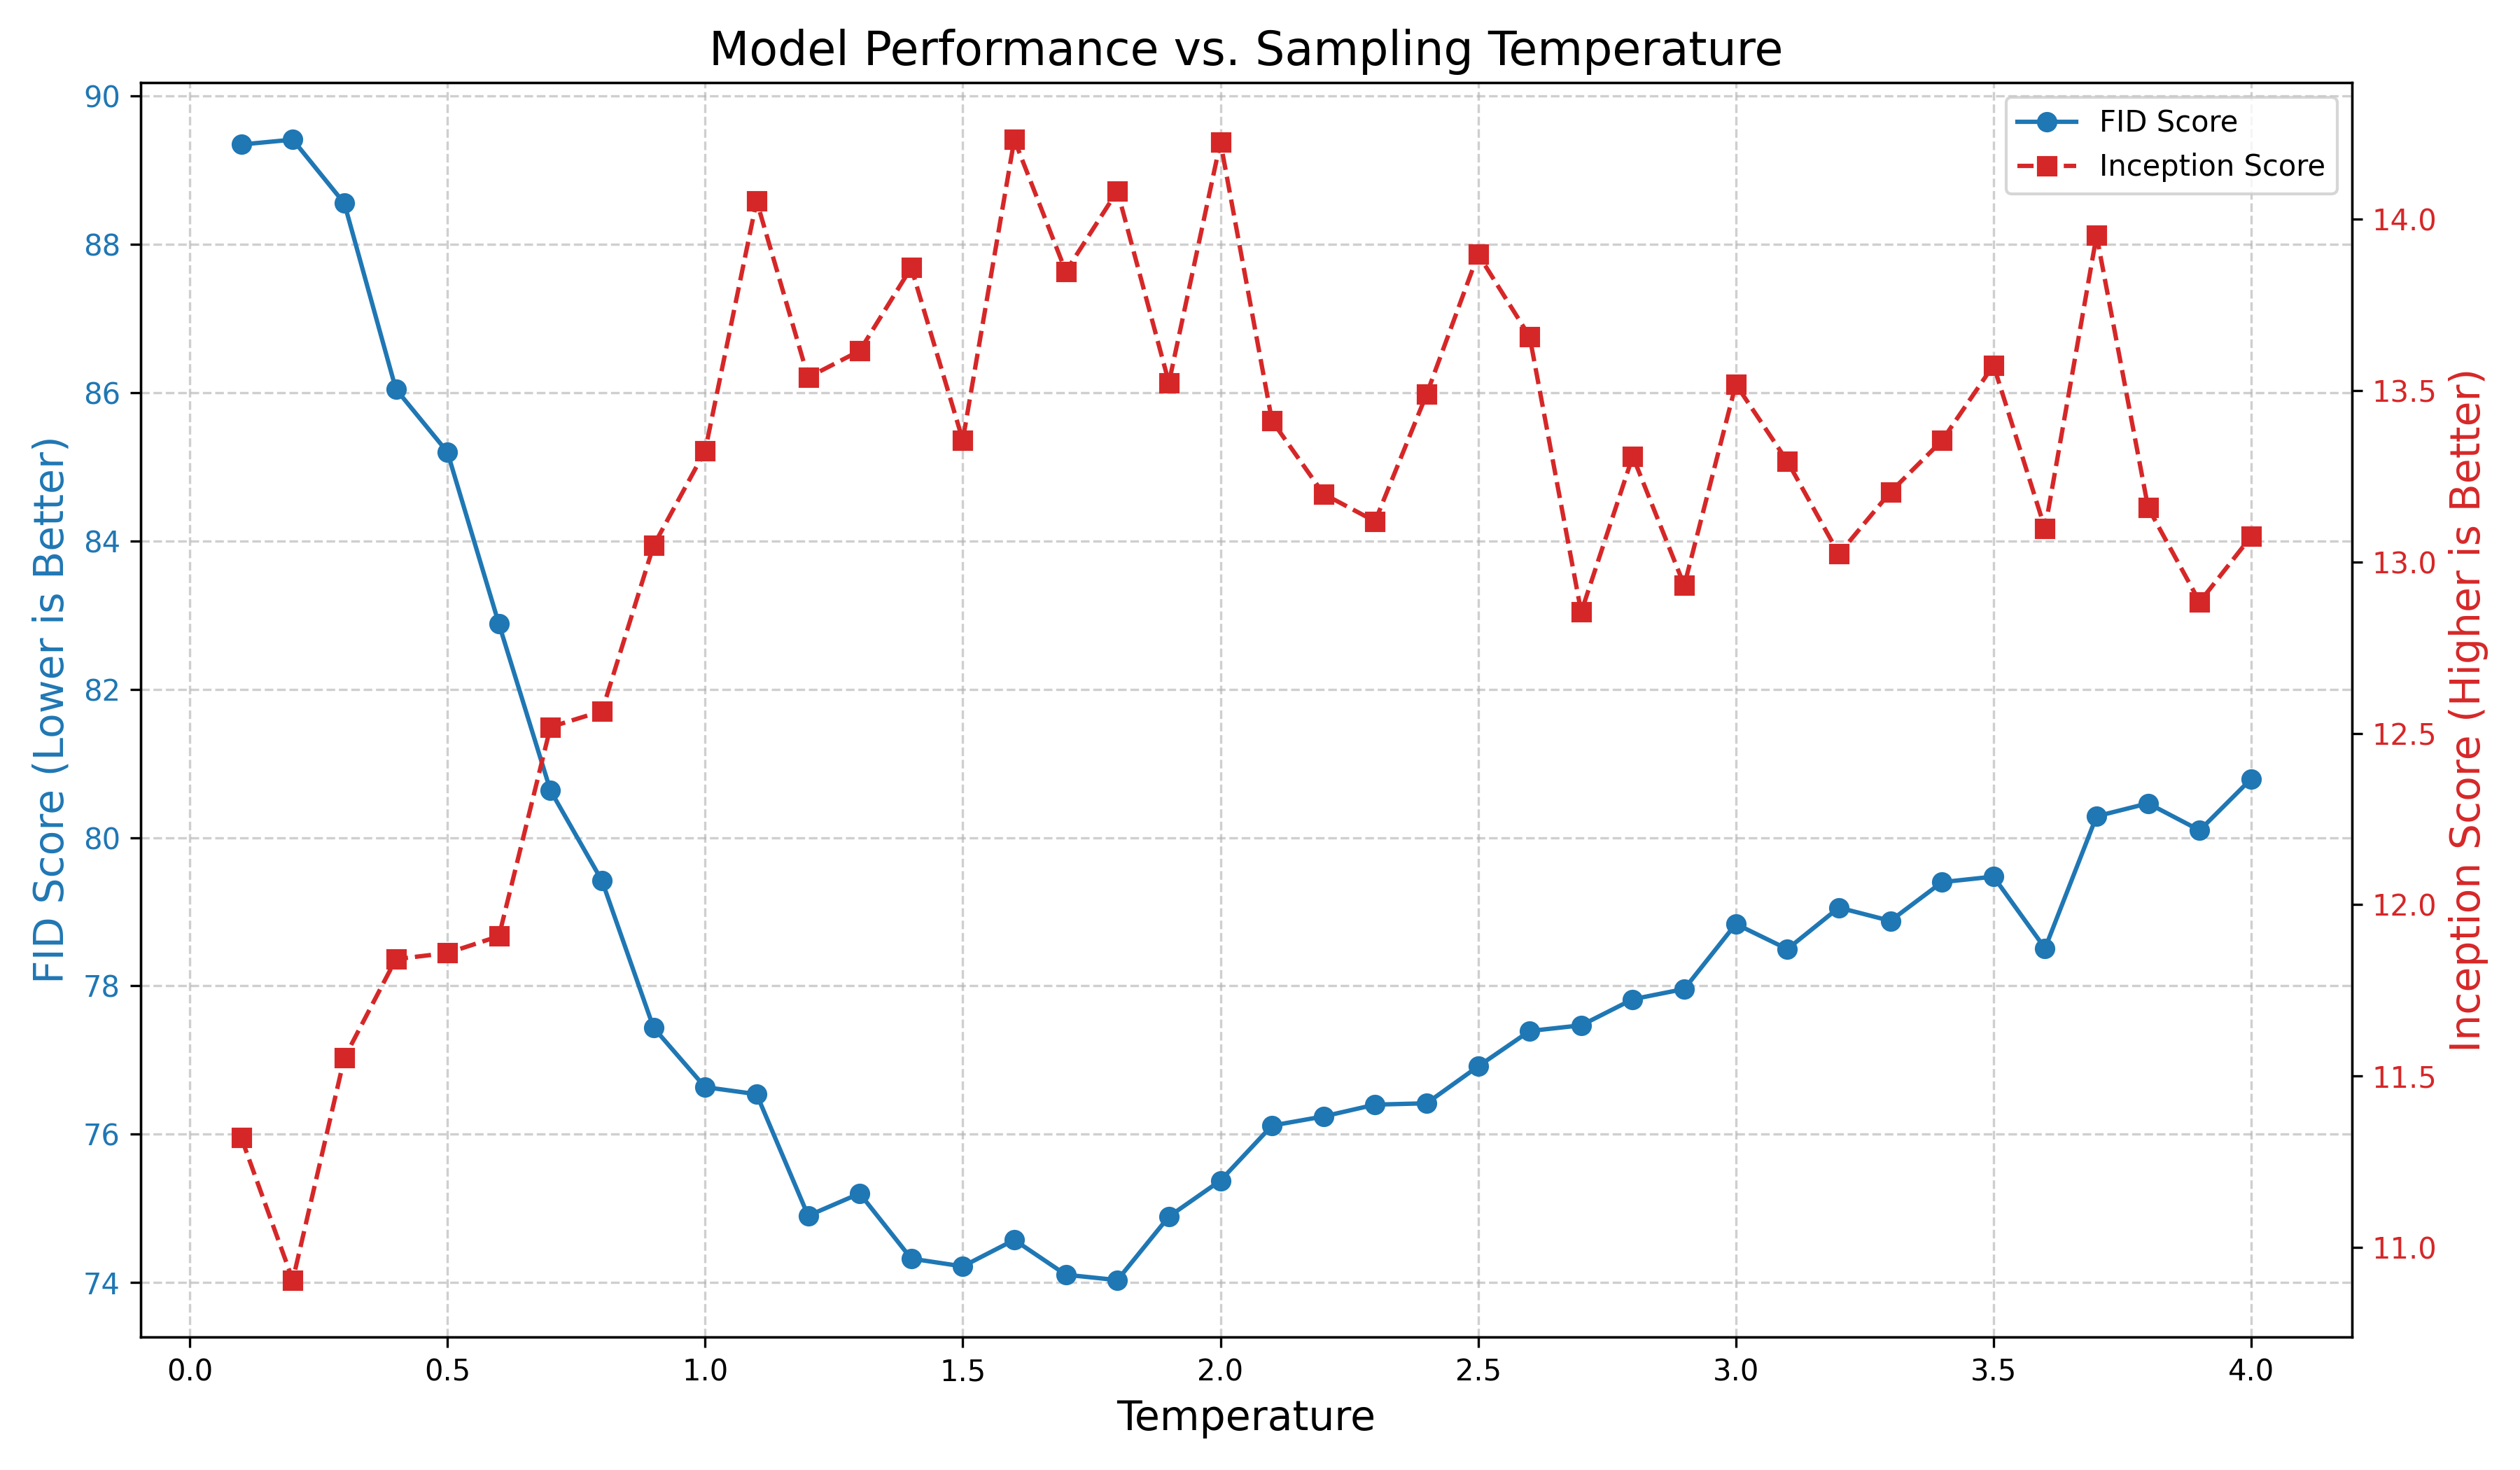 Model Performance vs. Sampling Temperature
FID Score
Inception Score
FID Score (Lower is Better)
90
88
86
84
82
80
78
76
74
14.0
13.5
13.0
12.5
12.0
11.5
11.0
Inception Score (Higher is Better)
0.0 0.5 1.0 1.5 2.0 2.5 3.0 3.5 4.0
Temperature